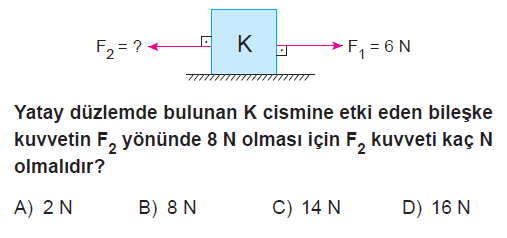 F₂ = ? K F₁ = 6 N
Yatay düzlemde bulunan K cismine etki eden bileşke
kuvvetin F₂ yönünde 8 N olması için F₂ kuvveti kaç N
olmalıdır?
A) 2 N B) 8 N C) 14 N D) 16 N